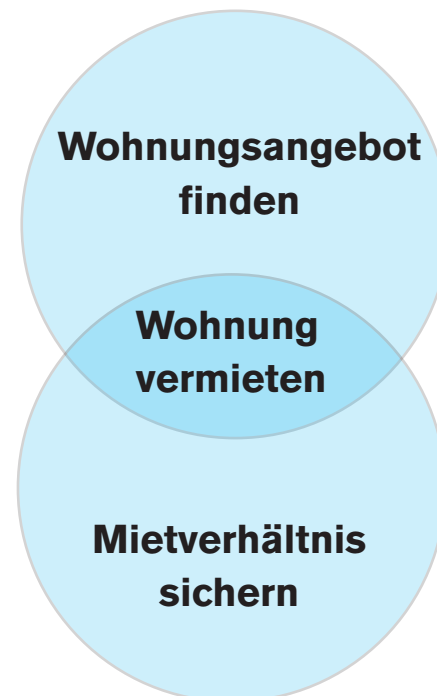 Wohnungsangebot
finden
Wohnung
vermieten
Mietverhältnis
sichern